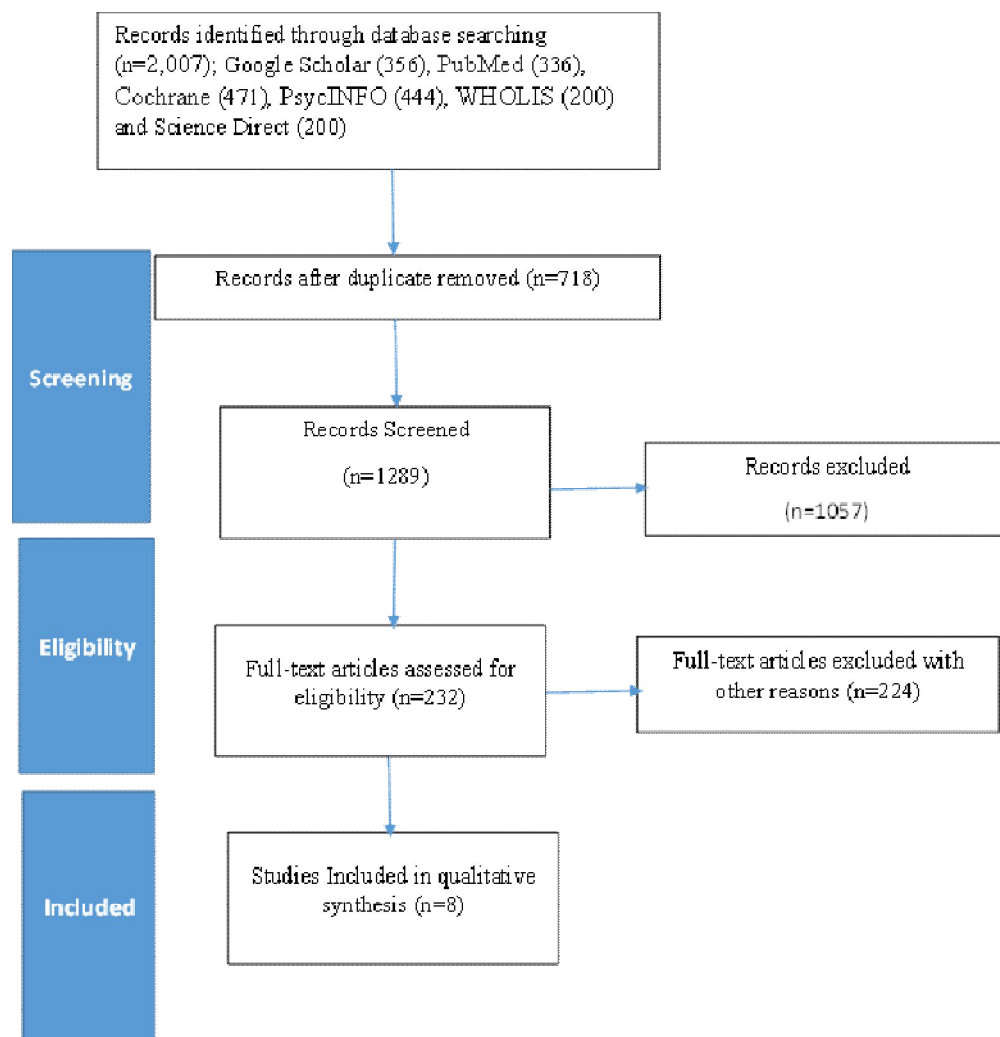 Records identified through database searching
(n=2,007); Google Scholar (356), PubMed (336),
Cochrane (471), PsycINFO (444), WHOLIS (200)
and Science Direct (200)
Records after duplicate removed (n=718)
Screening
Records Screened
(n=1289)
Records excluded
(n=1057)
Eligibility
Full-text articles assessed for
eligibility (n=232)
Full-text articles excluded with
other reasons (n=224)
Included
Studies Included in qualitative
synthesis (n=8)